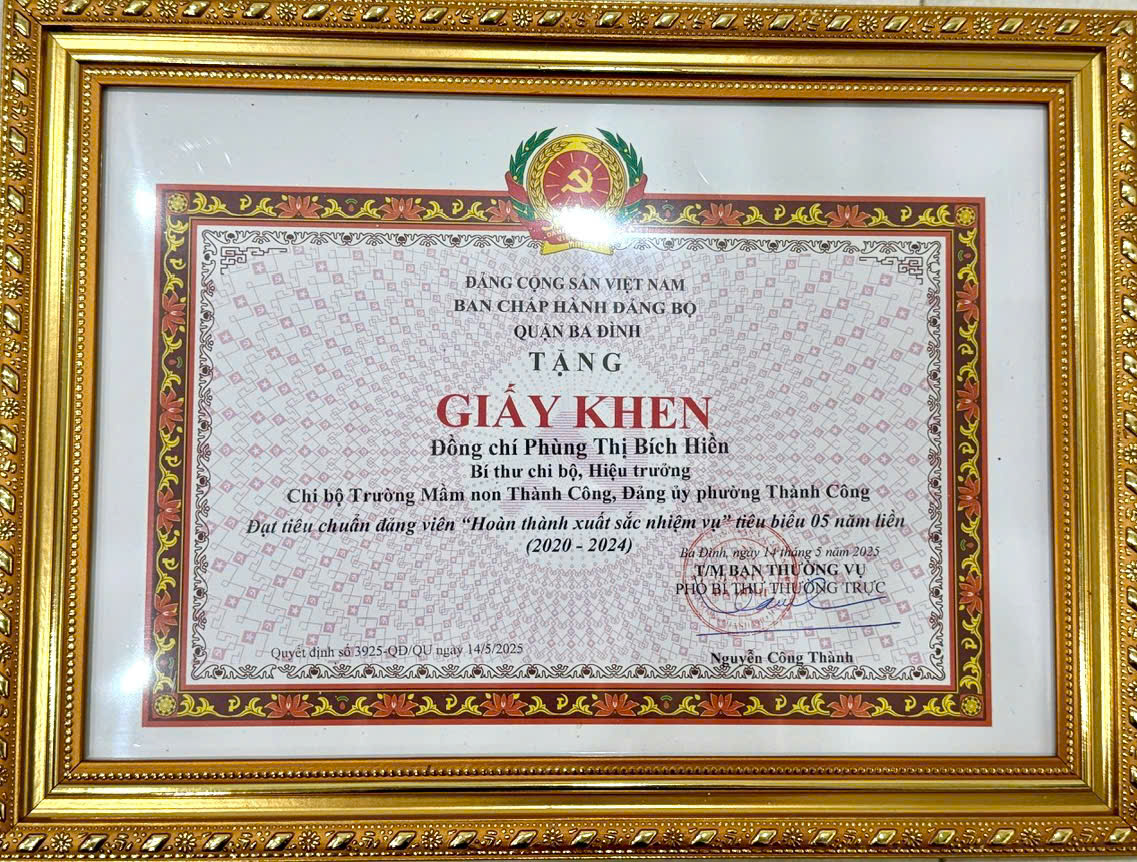 ĐẢNG CỘNG SẢN VIỆT NAM
BAN CHẤP HÀNH ĐẢNG BỘ
QUẬN BA ĐÌNH
TẶNG
GIẤY KHEN
Đồng chí Phùng Thị Bích Hiền
Bí thư chi bộ, Hiệu trưởng
Chi bộ Trường Mầm non Thành Công, Đảng ủy phường Thành Công
Đạt tiêu chuẩn đảng viên “Hoàn thành xuất sắc nhiệm vụ” tiêu biểu 05 năm liền
(2020 - 2024)
Ba Đình, ngày 14 tháng 5 năm 2025
T/M BAN THƯỜNG VỤ
PHÓ BÍ THƯ THƯỜNG TRỰC
Quyết định số 3925-QĐ/QU ngày 14/5/2025
Nguyễn Công Thành